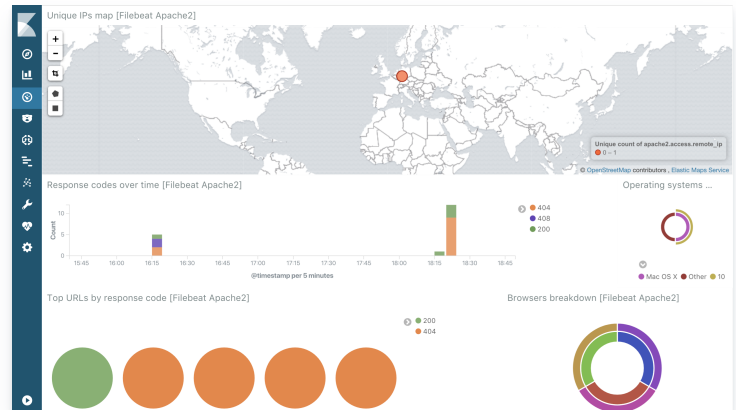 Unique IPs map [Filebeat Apache2]
+
−
Unique count of apache2.access.remote_ip
0 – 1
© OpenStreetMap contributors , Elastic Maps Service
Response codes over time [Filebeat Apache2]
Operating systems ...
10
5
0
Count
15:45 16:00 16:15 16:30 16:45 17:00 17:15 17:30 17:45 18:00 18:15 18:30 18:45
@timestamp per 5 minutes
404
408
200
Mac OS X Other 10
Top URLs by response code [Filebeat Apache2]
Browsers breakdown [Filebeat Apache2]
200
404